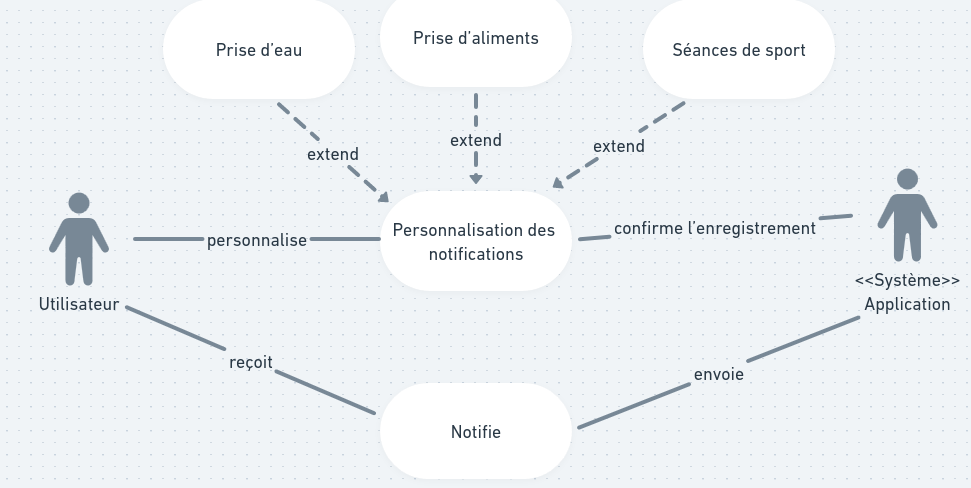 Prise d'eau
Prise d'aliments
Séances de sport
extend
extend
extend
personnalise
Personnalisation des
notifications
confirme l'enregistrement
Utilisateur
<<Système>>
Application
reçoit
envoie
Notifie